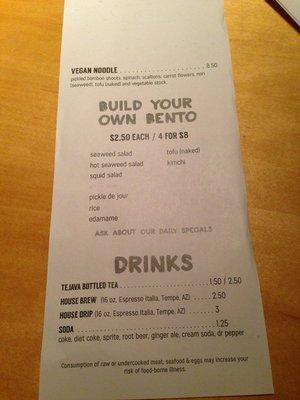 VEGAN NOODLE .................... 8.50
pickled bamboo shoots, spinach, scallions, carrot flowers, nori
(seaweed), tofu (naked) and vegetable stock.
BUILD YOUR
OWN BENTO
$2.50 EACH / 4 FOR $8
seaweed salad tofu (naked)
hot seaweed salad kimchi
squid salad
pickle de jour
rice
edamame
ASK ABOUT OUR DAILY SPECIALS
DRINKS
TEJAVA BOTTLED TEA .................... 1.50 / 2.50
HOUSE BREW (16 oz, Espresso Italia, Tempe, AZ) ..... 2.50
HOUSE DRIP (16 oz, Espresso Italia, Tempe, AZ) ....... 3
SODA .................... 1.25
coke, diet coke, sprite, root beer, ginger ale, cream soda, dr pepper
Consumption of raw or undercooked meat, seafood & eggs may increase your
risk of food-borne illness.